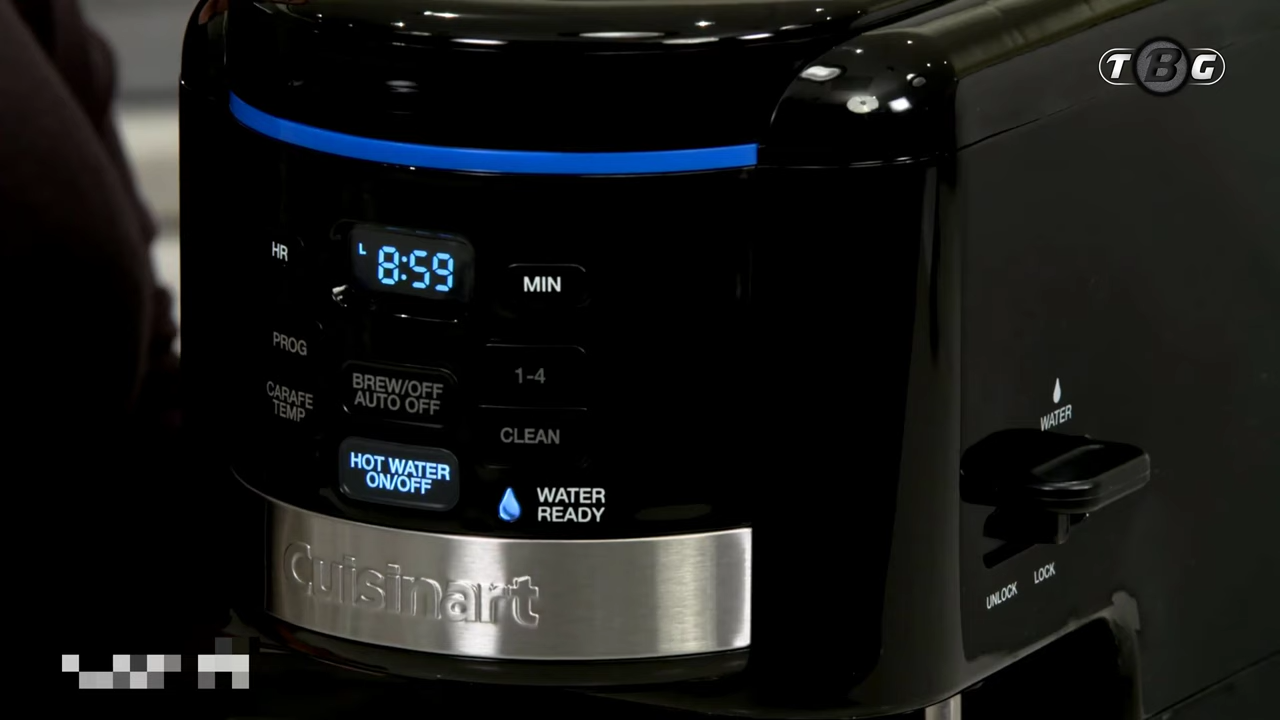 TBG
HR
L 8:59
MIN
PROG
BREW/OFF
AUTO OFF
1-4
CARAFE
TEMP
CLEAN
HOT WATER
ON/OFF
WATER
READY
Cuisinart
WATER
UNLOCK
LOCK